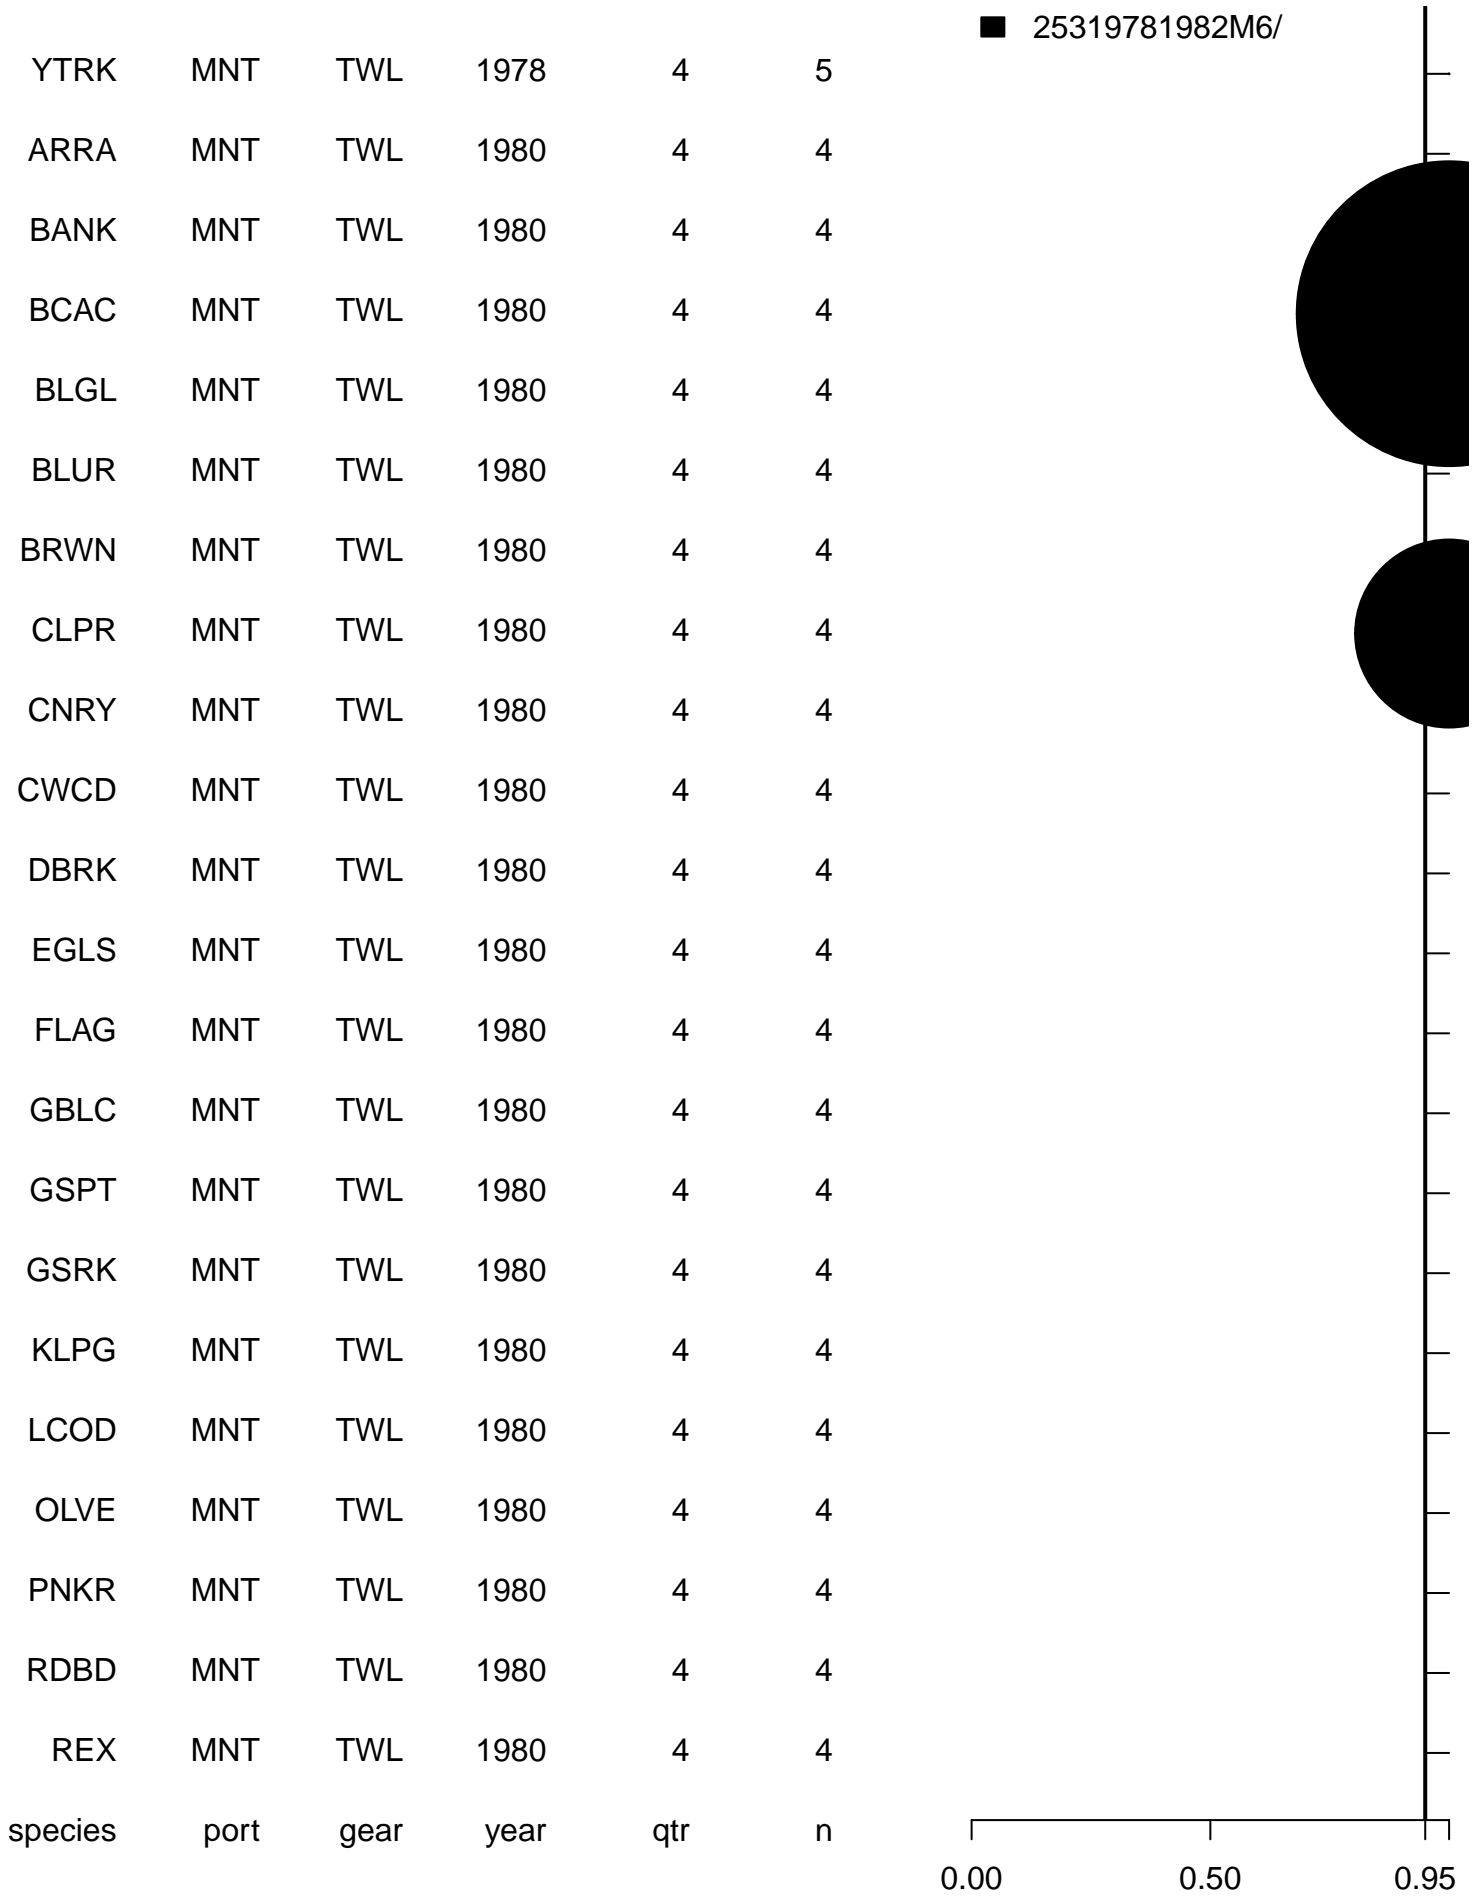 25319781982M6/
YTRK MNT TWL 1978 4 5
ARRA MNT TWL 1980 4 4
BANK MNT TWL 1980 4 4
BCAC MNT TWL 1980 4 4
BLGL MNT TWL 1980 4 4
BLUR MNT TWL 1980 4 4
BRWN MNT TWL 1980 4 4
CLPR MNT TWL 1980 4 4
CNRY MNT TWL 1980 4 4
CWCD MNT TWL 1980 4 4
DBRK MNT TWL 1980 4 4
EGLS MNT TWL 1980 4 4
FLAG MNT TWL 1980 4 4
GBLC MNT TWL 1980 4 4
GSPT MNT TWL 1980 4 4
GSRK MNT TWL 1980 4 4
KLPG MNT TWL 1980 4 4
LCOD MNT TWL 1980 4 4
OLVE MNT TWL 1980 4 4
PNKR MNT TWL 1980 4 4
RDBD MNT TWL 1980 4 4
REX MNT TWL 1980 4 4
species port gear year qtr n
0.00 0.50 0.95